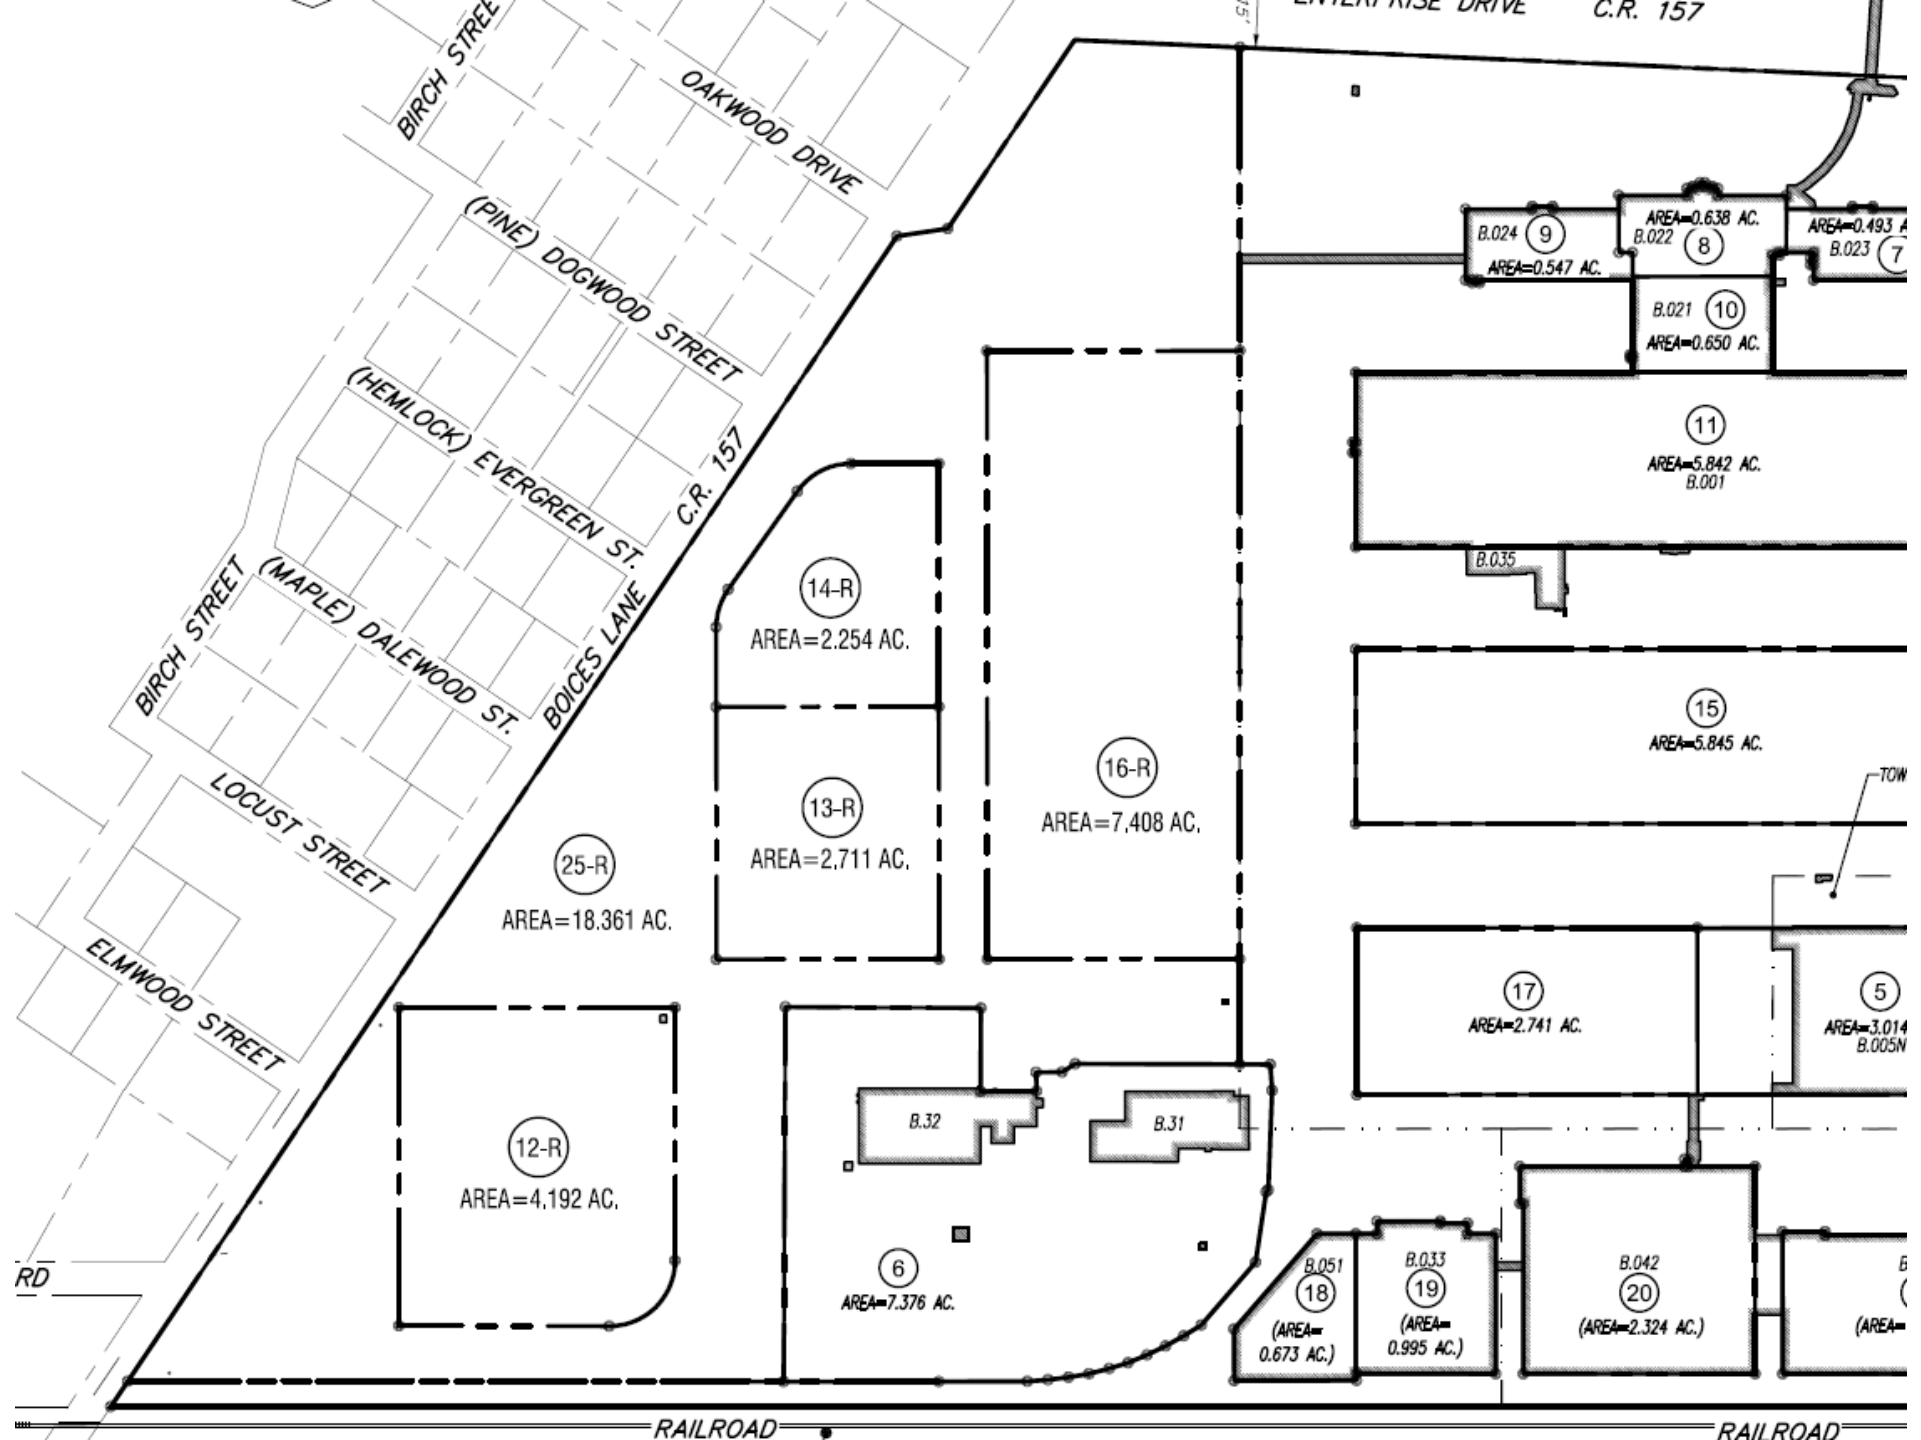 ENTERPRISE DRIVE C.R. 157
BIRCH STREET
OAKWOOD DRIVE
(PINE) DOGWOOD STREET
(HEMLOCK) EVERGREEN ST.
C.R. 157
BOICES LANE
BIRCH STREET
(MAPLE) DALEWOOD ST.
LOCUST STREET
ELMWOOD STREET
RD
B.024
9
AREA=0.547 AC.
AREA=0.638 AC.
B.022
8
AREA=0.493 A
B.023
7
B.021
10
AREA=0.650 AC.
11
AREA=5.842 AC.
B.001
B.035
14-R
AREA=2.254 AC.
13-R
AREA=2.711 AC.
16-R
AREA=7.408 AC.
15
AREA=5.845 AC.
TOW
25-R
AREA=18.361 AC.
17
AREA=2.741 AC.
5
AREA=3.014
B.005N
12-R
AREA=4.192 AC.
B.32
B.31
6
AREA=7.376 AC.
B.051
18
(AREA=
0.673 AC.)
B.033
19
(AREA=
0.995 AC.)
B.042
20
(AREA=2.324 AC.)
(AREA=
RAILROAD
RAILROAD